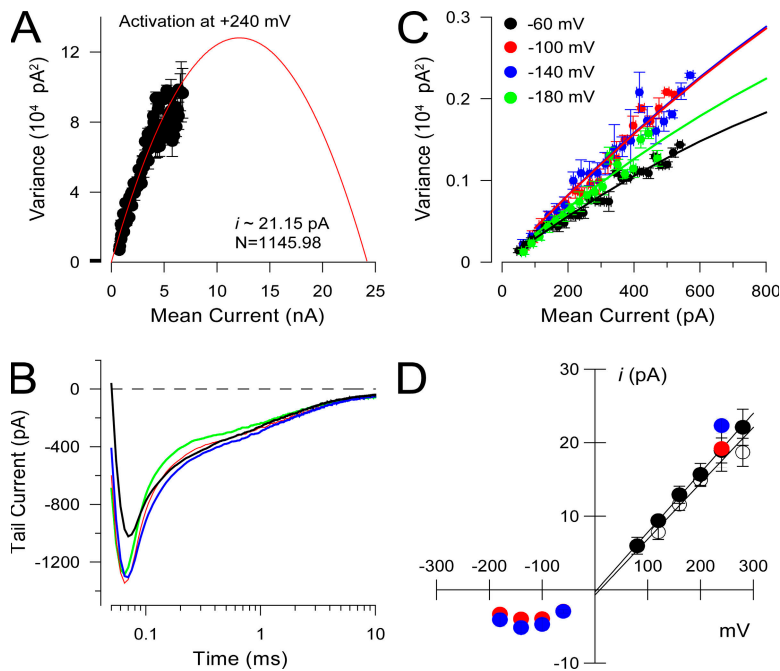 A
Activation at +240 mV
Variance (10⁴ pA²)
12
8
4
0
i ~ 21.15 pA
N=1145.98
0 5 10 15 20 25
Mean Current (nA)
C
-60 mV
-100 mV
-140 mV
-180 mV
Variance (10⁴ pA²)
0.3
0.2
0.1
0
0 200 400 600 800
Mean Current (pA)
B
Tail Current (pA)
0
-400
-800
-1200
0.1 1 10
Time (ms)
D
i (pA)
30
20
10
-10
-300 -200 -100 100 200 300
mV